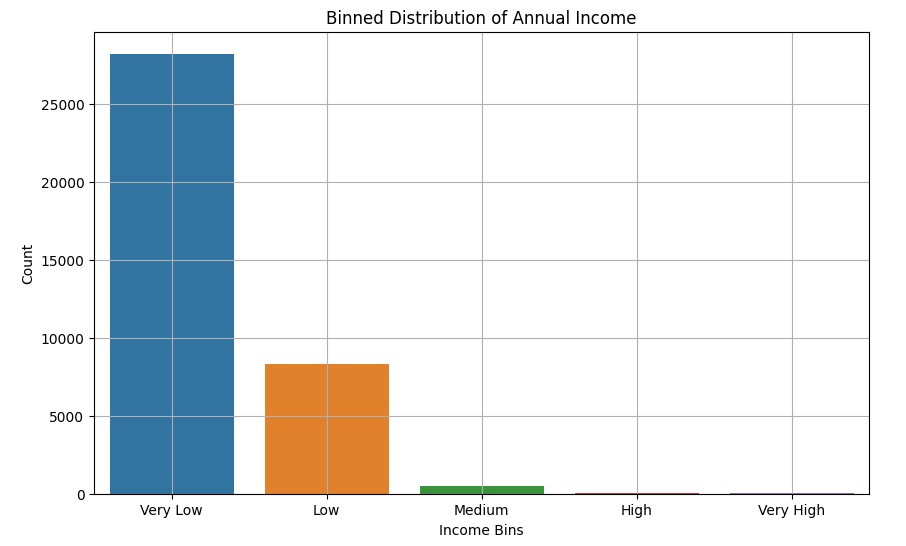 Binned Distribution of Annual Income
25000
20000
15000
10000
5000
0
Count
Very Low
Low
Medium
High
Very High
Income Bins